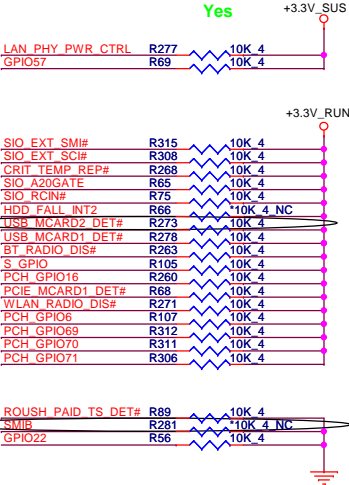 Yes +3.3V_SUS
LAN_PHY_PWR_CTRL R277 10K_4
GPIO57 R69 10K_4
+3.3V_RUN
SIO_EXT_SMI# R315 10K_4
SIO_EXT_SCI# R308 10K_4
CRIT_TEMP_REP# R268 10K_4
SIO_A20GATE R65 10K_4
SIO_RCIN# R75 10K_4
HDD_FALL_INT2 R66 *10K_4_NC
USB_MCARD2_DET# R273 10K_4
USB_MCARD1_DET# R278 10K_4
BT_RADIO_DIS# R263 10K_4
S_GPIO R105 10K_4
PCH_GPIO16 R260 10K_4
PCIE_MCARD1_DET# R68 10K_4
WLAN_RADIO_DIS# R271 10K_4
PCH_GPIO6 R107 10K_4
PCH_GPIO69 R312 10K_4
PCH_GPIO70 R311 10K_4
PCH_GPIO71 R306 10K_4
ROUSH_PAID_TS_DET# R89 10K_4
SMIB R281 *10K_4_NC
GPIO22 R56 10K_4